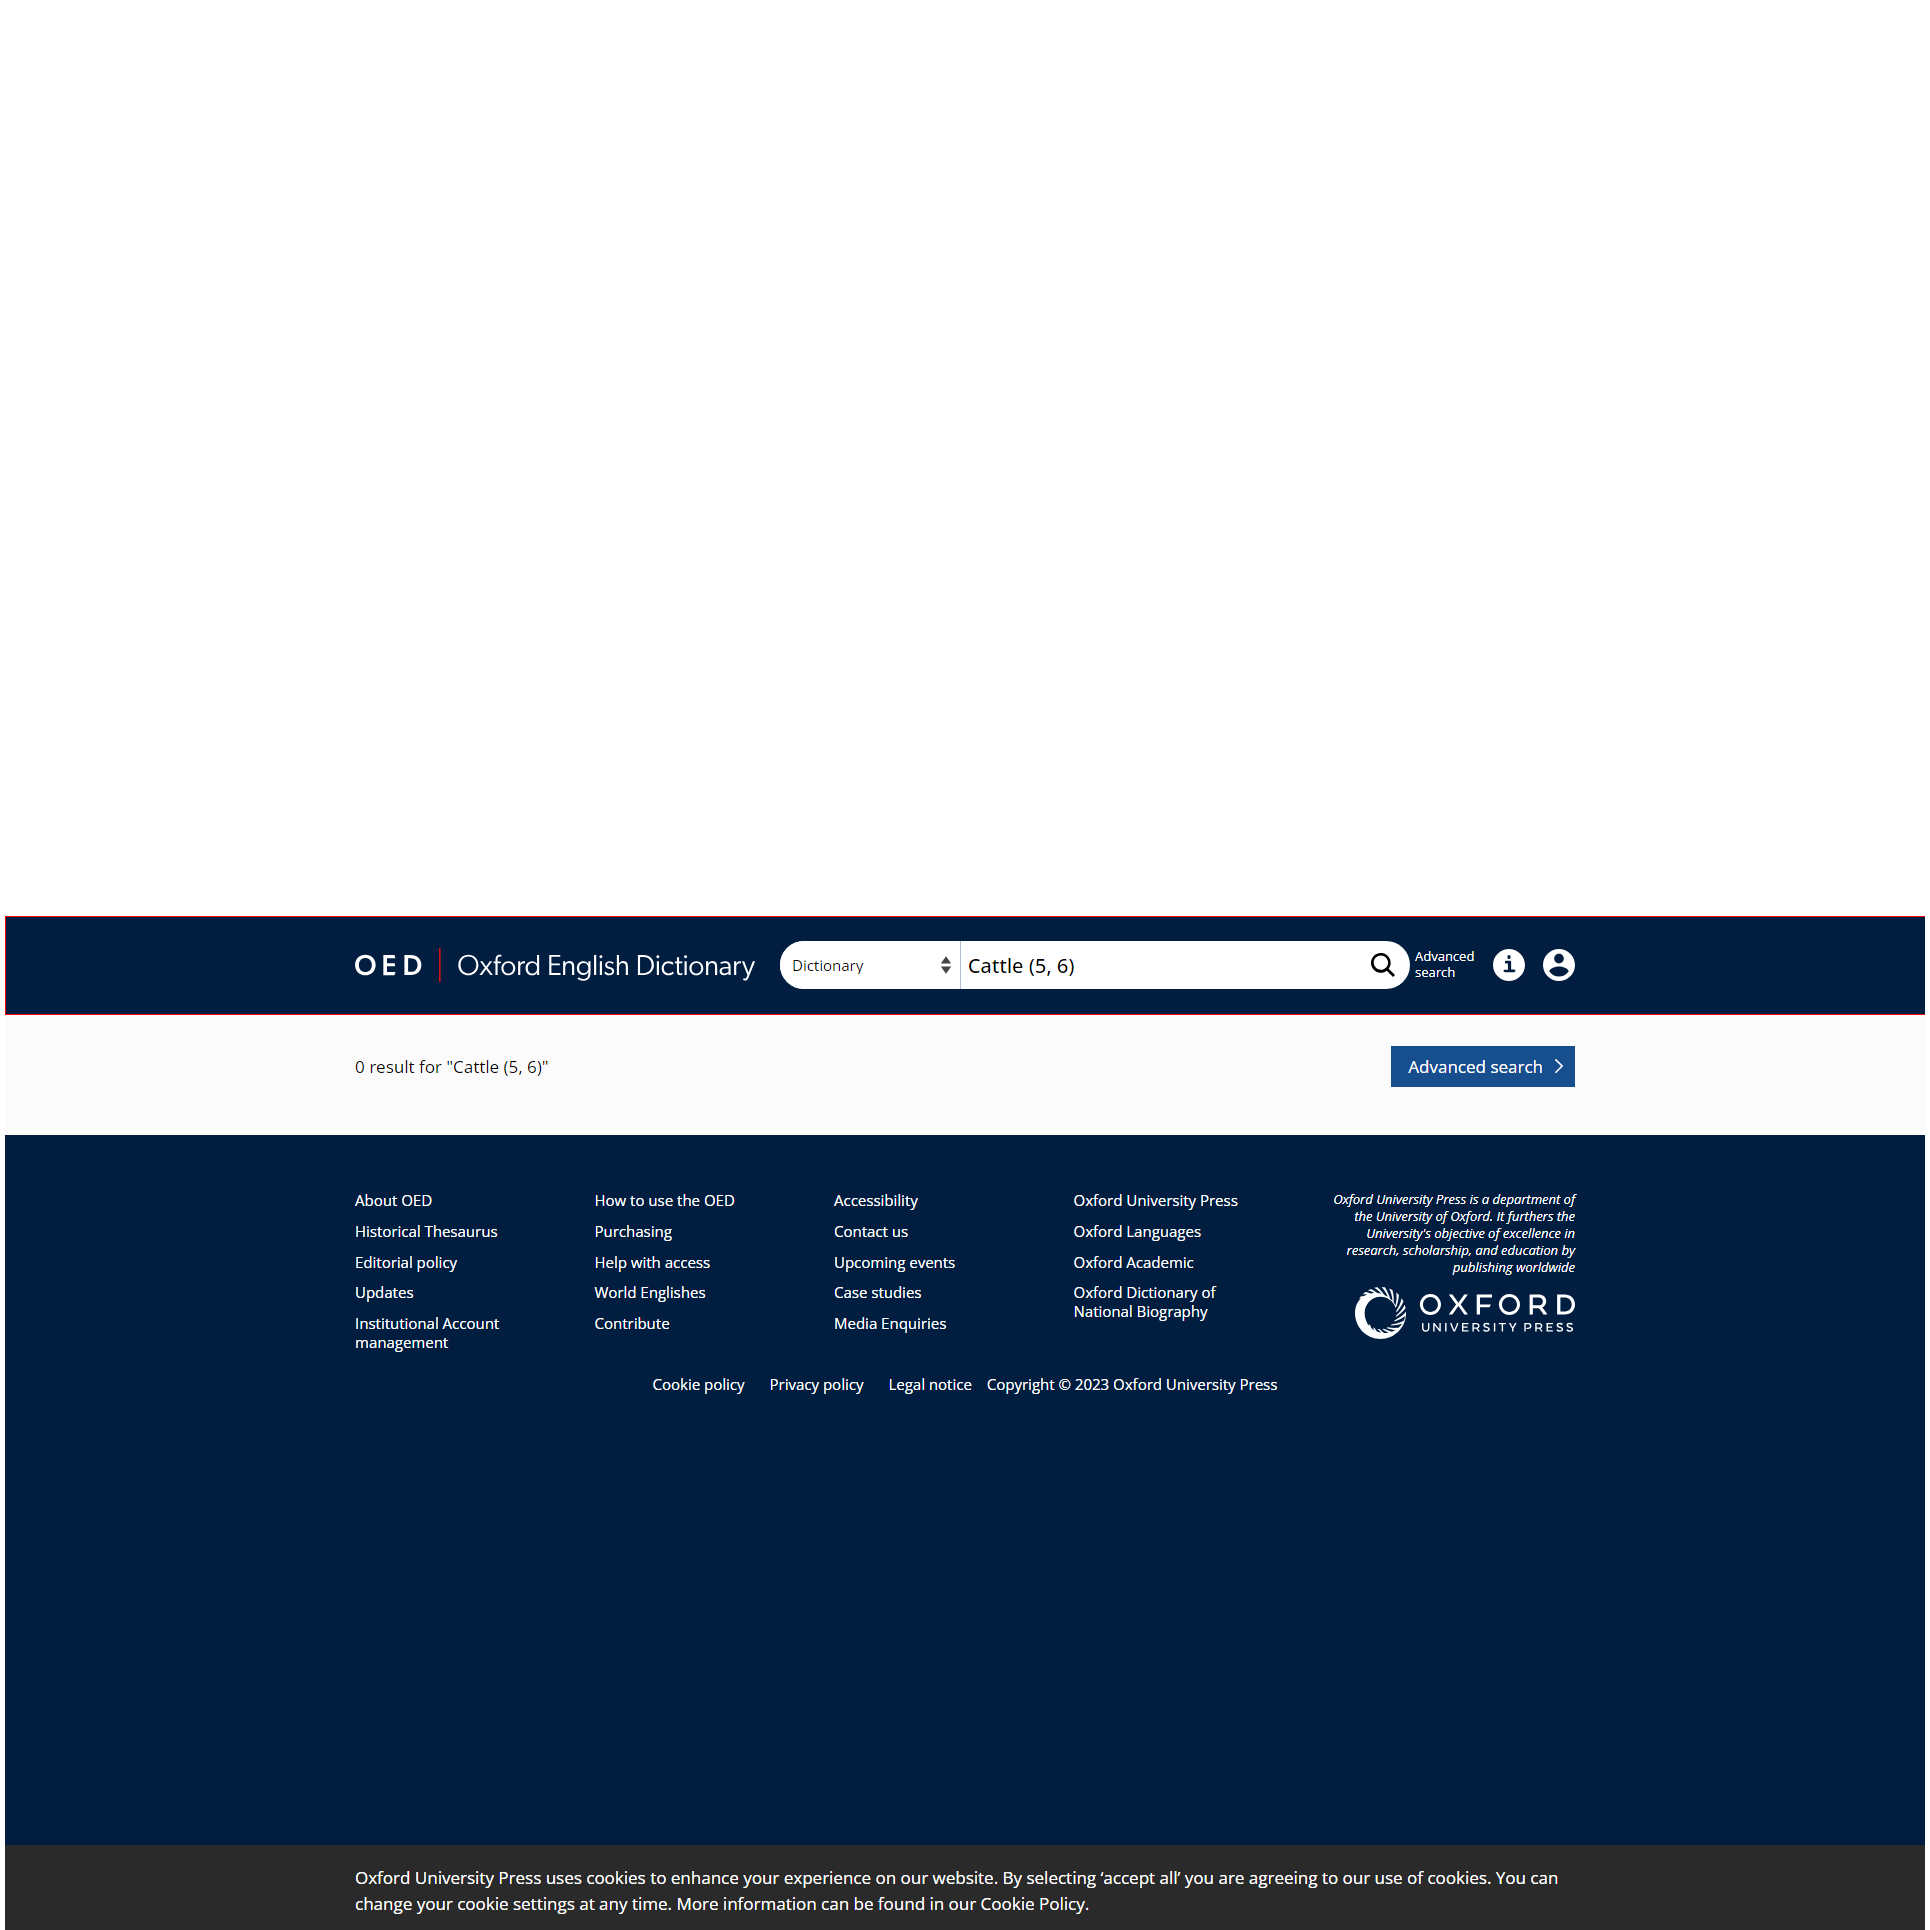 OED Oxford English Dictionary
Dictionary
Cattle (5, 6)
Advanced
search
0 result for "Cattle (5, 6)"
Advanced search
About OED
Historical Thesaurus
Editorial policy
Updates
Institutional Account
management
How to use the OED
Purchasing
Help with access
World Englishes
Contribute
Accessibility
Contact us
Upcoming events
Case studies
Media Enquiries
Oxford University Press
Oxford Languages
Oxford Academic
Oxford Dictionary of
National Biography
Oxford University Press is a department of
the University of Oxford. It furthers the
University's objective of excellence in
research, scholarship, and education by
publishing worldwide
OXFORD
UNIVERSITY PRESS
Cookie policy Privacy policy Legal notice Copyright © 2023 Oxford University Press
Oxford University Press uses cookies to enhance your experience on our website. By selecting ‘accept all’ you are agreeing to our use of cookies. You can
change your cookie settings at any time. More information can be found in our Cookie Policy.